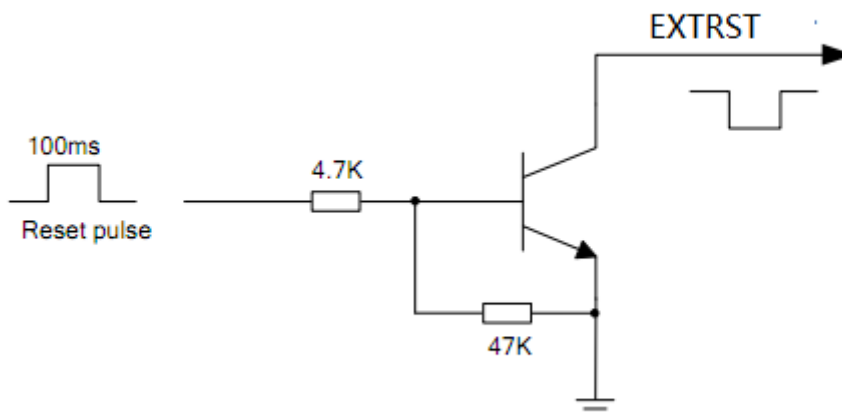 EXTRST
100ms
4.7K
Reset pulse
47K